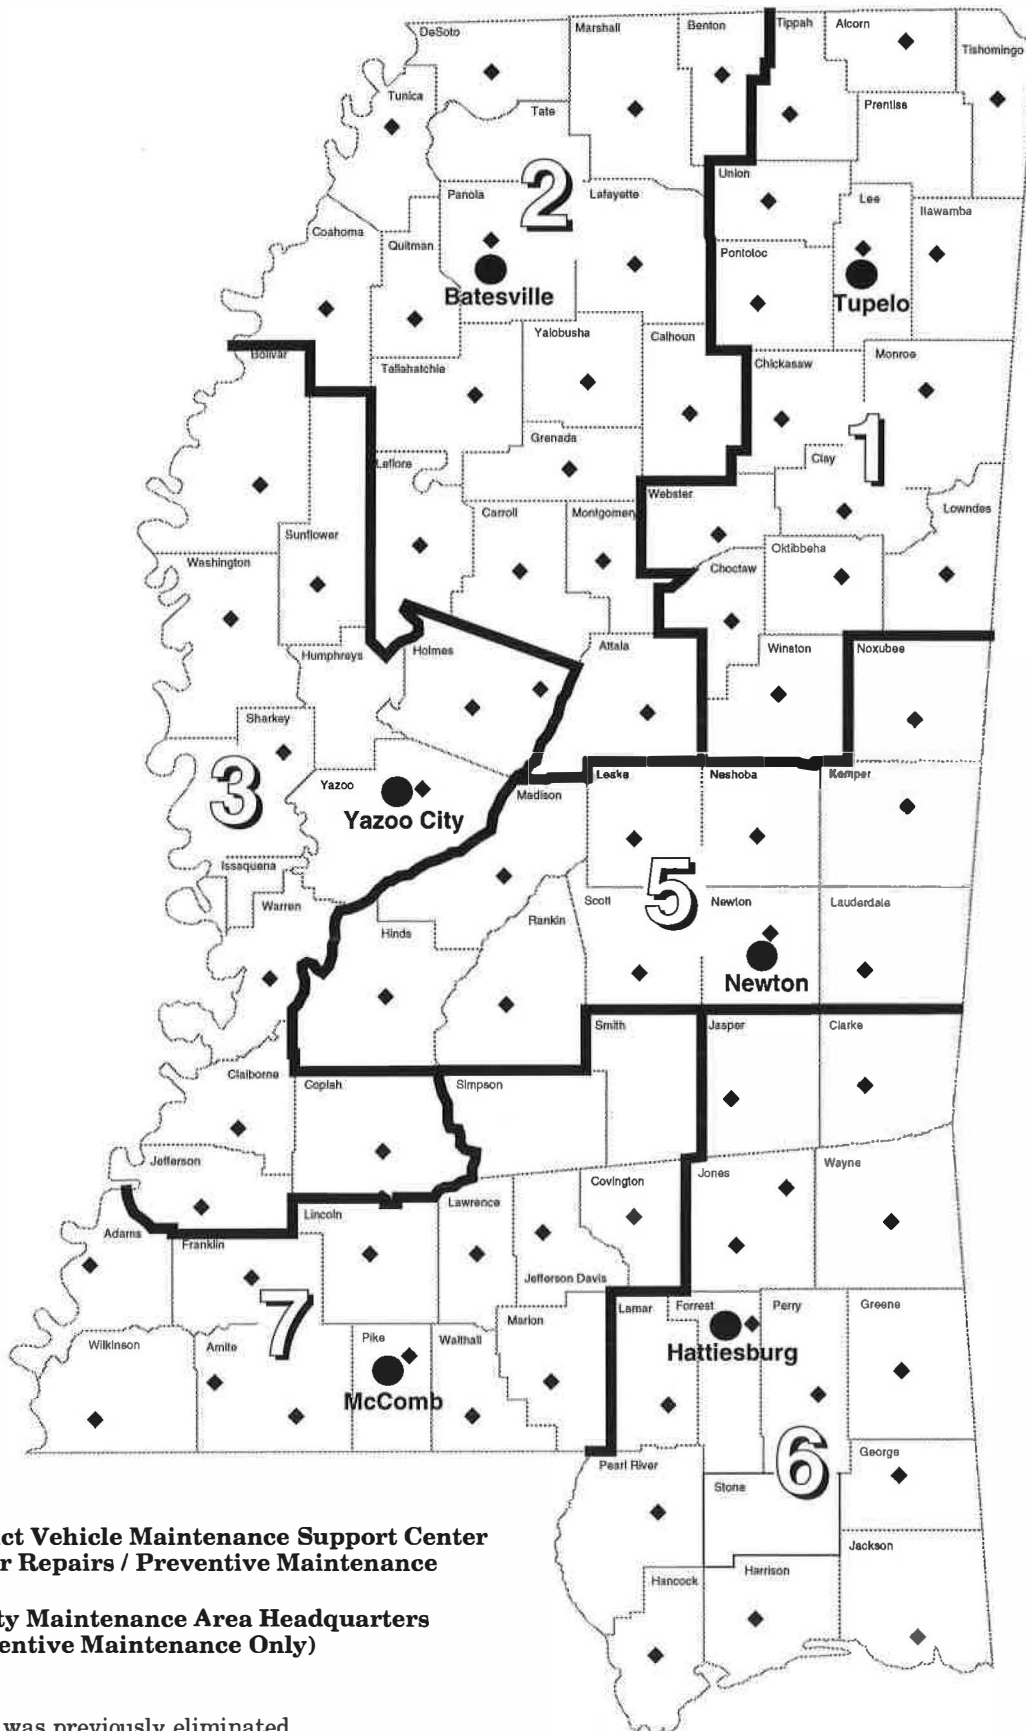 DeSoto
Marshall
Benton
Tippah
Alcorn
Tishomingo
Tunica
Tate
Prentiss
2
Panola
Lafayette
Union
Lee
Itawamba
Coahoma
Quitman
Pontotoc
Batesville
Tupelo
Bolivar
Tallahatchie
Yalobusha
Calhoun
Chickasaw
Monroe
1
Leflore
Grenada
Clay
Webster
Lowndes
Carroll
Montgomery
Sunflower
Washington
Oktibbeha
Choctaw
Humphreys
Holmes
Attala
Winston
Noxubee
Sharkey
3
Yazoo
Yazoo City
Madison
Leake
Neshoba
Kemper
Issaquena
Warren
5
Scott
Newton
Lauderdale
Hinds
Rankin
Newton
Smith
Jasper
Clarke
Claiborne
Copiah
Simpson
Jefferson
Covington
Jones
Wayne
Adams
Franklin
Lincoln
Lawrence
Jefferson Davis
7
Marion
Lamar
Forrest
Perry
Greene
Wilkinson
Amite
Pike
Walthall
Hattiesburg
McComb
6
Pearl River
George
Stone
Jackson
Hancock
Harrison
ct Vehicle Maintenance Support Center
r Repairs / Preventive Maintenance
ty Maintenance Area Headquarters
entive Maintenance Only)
was previously eliminated